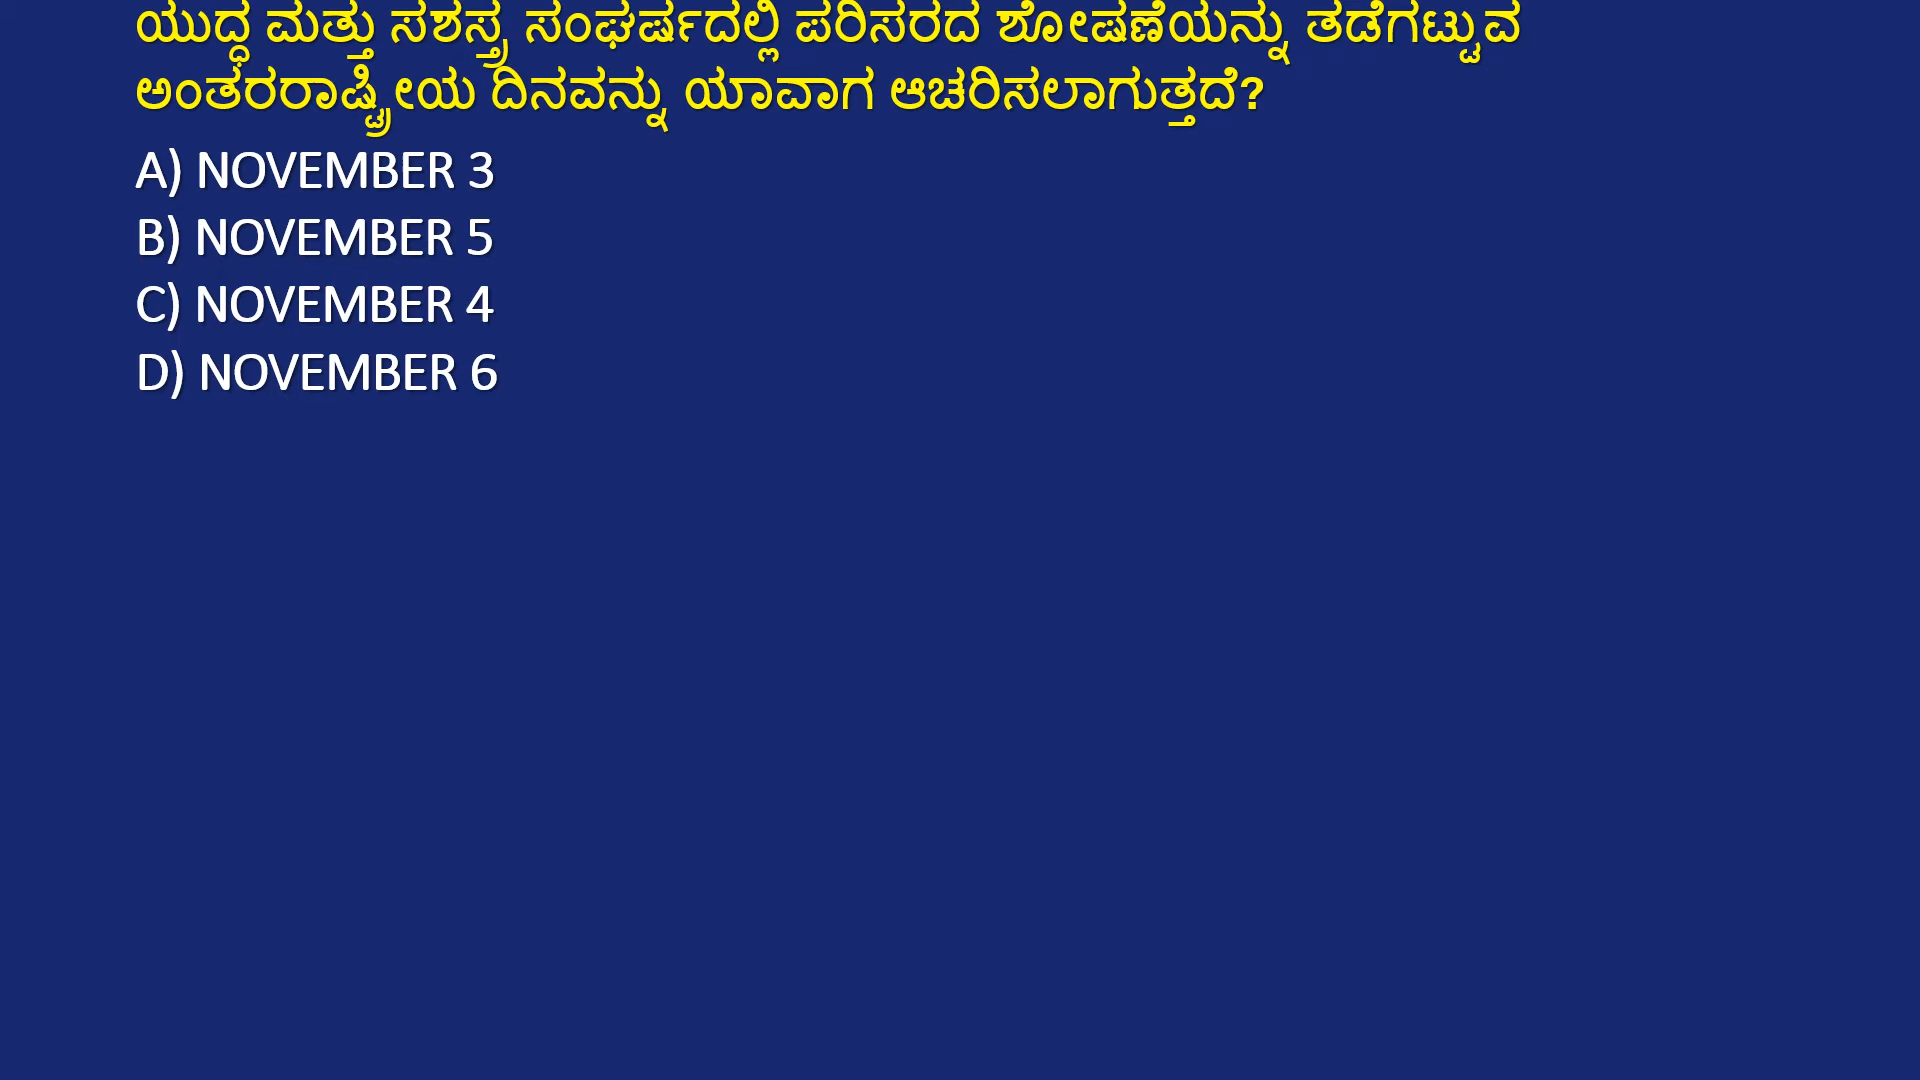 ಯುದ್ಧ ಮತ್ತು ಸಶಸ್ತ್ರ ಸಂಘರ್ಷದಲ್ಲಿ ಪರಿಸರದ ಶೋಷಣೆಯನ್ನು ತಡೆಗಟ್ಟುವ
ಅಂತರರಾಷ್ಟ್ರೀಯ ದಿನವನ್ನು ಯಾವಾಗ ಆಚರಿಸಲಾಗುತ್ತದೆ?
A) NOVEMBER 3
B) NOVEMBER 5
C) NOVEMBER 4
D) NOVEMBER 6